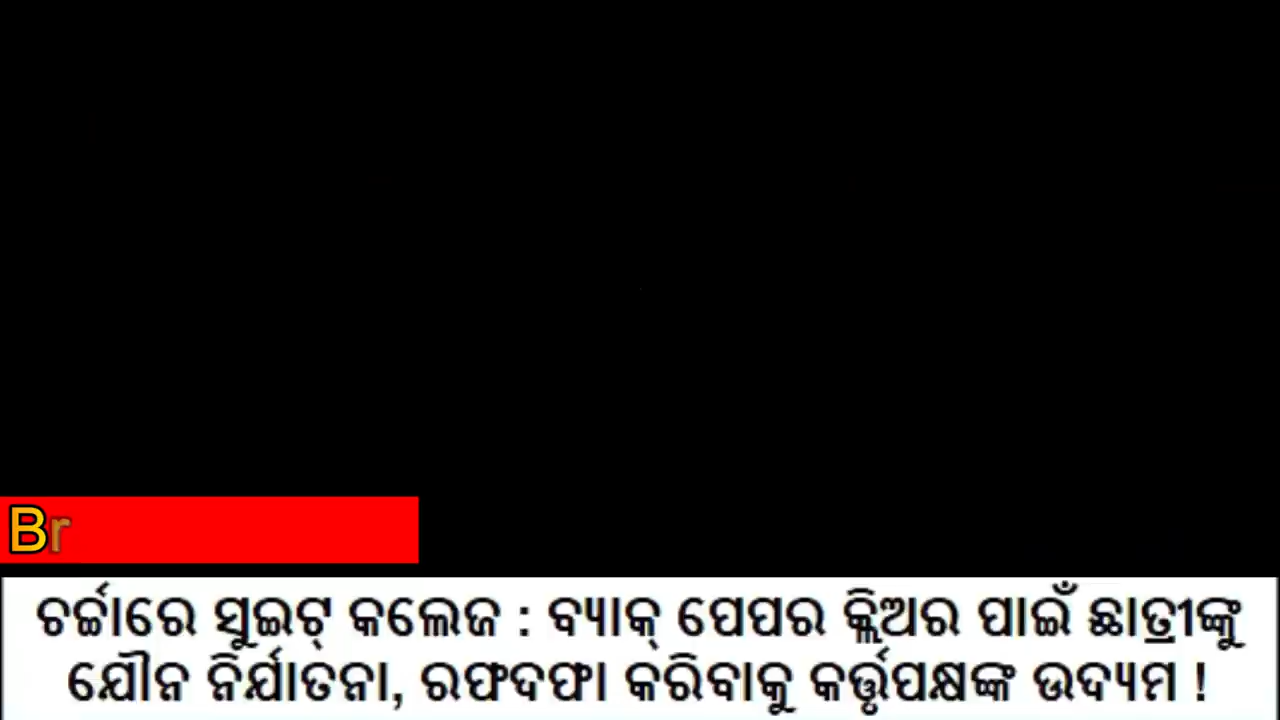 Br
ଚର୍ଚ୍ଚାରେ ସୁଇଟ୍ କଲେଜ : ବ୍ୟାକ୍ ପେପର କ୍ଲିଅର ପାଇଁ ଛାତ୍ରୀଙ୍କୁ
ଯୌନ ନିର୍ଯାତନା, ରଫଦଫା କରିବାକୁ କର୍ତ୍ତୃପକ୍ଷଙ୍କ ଉଦ୍ୟମ !